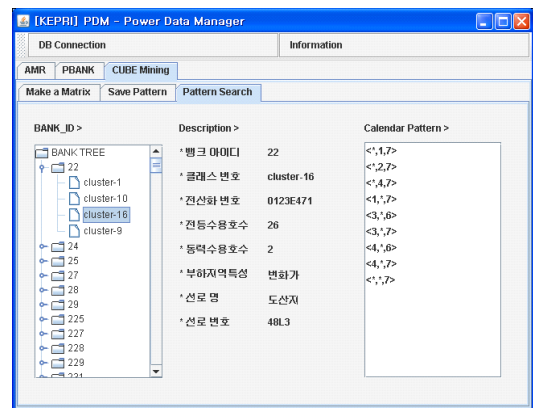 [KEPRI] PDM - Power Data Manager
DB Connection
Information
AMR PBANK CUBE Mining
Make a Matrix Save Pattern Pattern Search
BANK_ID >
BANK TREE
22
cluster-1
cluster-10
cluster-16
cluster-9
24
25
27
28
29
225
227
228
229
231
Description >
*뱅크 아이디 22
*클래스 번호 cluster-16
*전산화 번호 0123E471
*전등수용호수 26
*동력수용호수 2
*부하지역특성 번화가
*선로 명 도산지
*선로 번호 48L3
Calendar Pattern >
<*,1,7>
<*,2,7>
<*,4,7>
<1,*,7>
<3,*,6>
<3,*,7>
<4,*,6>
<4,*,7>
<*,*,7>